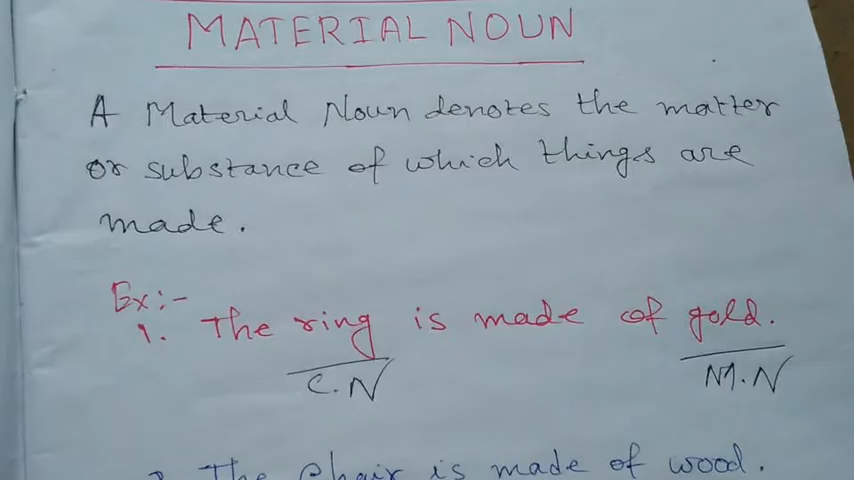 MATERIAL NOUN
A Material Noun denotes the matter
or substance of which things are
made.
Ex:-
1. The ring is made of gold.
C.N M.N
2. The Chair is made of wood.